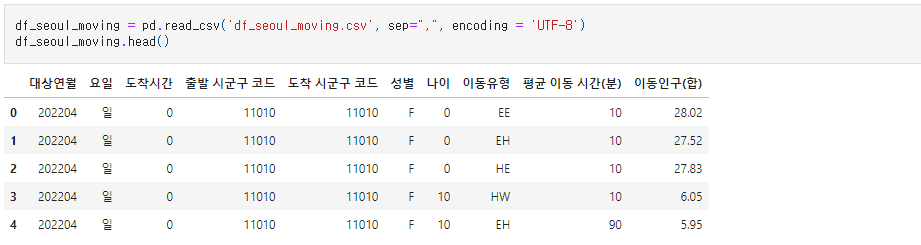 df_seoul_moving = pd.read_csv('df_seoul_moving.csv', sep=",", encoding = 'UTF-8')
df_seoul_moving.head()
대상연월 요일 도착시간 출발 시군구 코드 도착 시군구 코드 성별 나이 이동유형 평균 이동 시간(분) 이동인구(합)
0 202204 일 0 11010 11010 F 0 EE 10 28.02
1 202204 일 0 11010 11010 F 0 EH 10 27.52
2 202204 일 0 11010 11010 F 0 HE 10 27.83
3 202204 일 0 11010 11010 F 10 HW 10 6.05
4 202204 일 0 11010 11010 F 10 EH 90 5.95